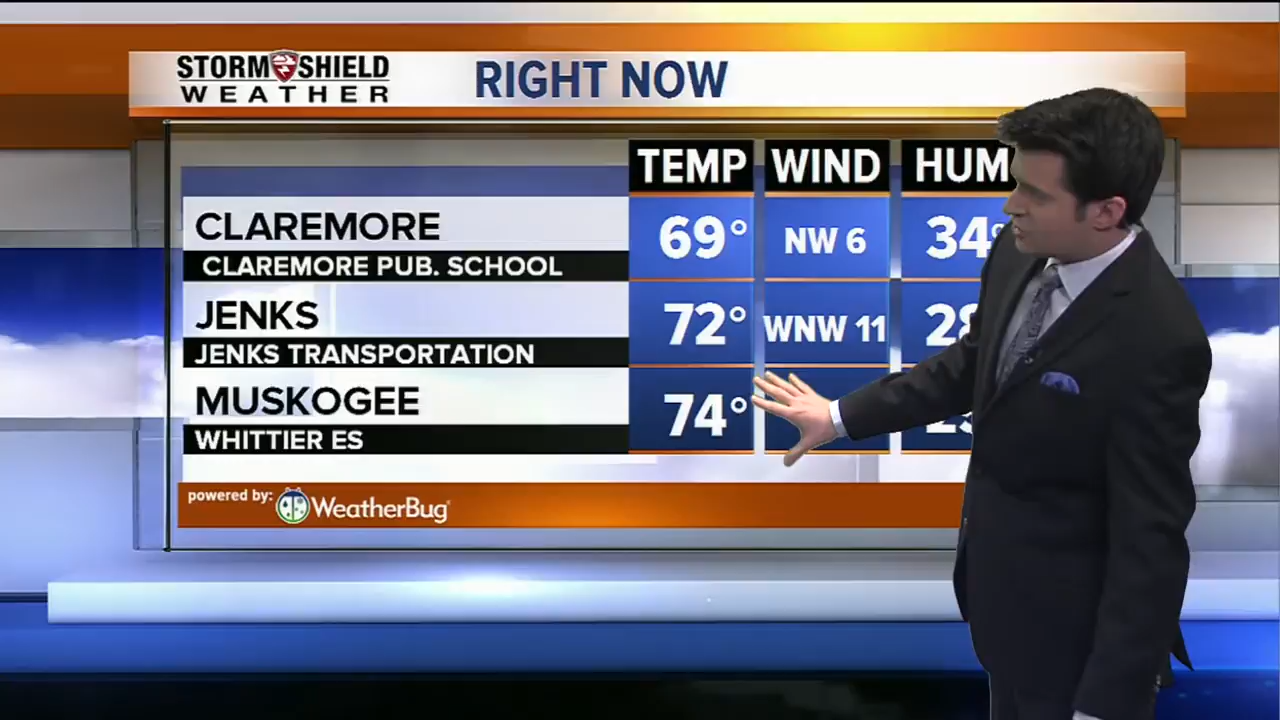 STORM SHIELD
WEATHER
RIGHT NOW
TEMP WIND HUM
CLAREMORE 69° NW 6 34
CLAREMORE PUB. SCHOOL
JENKS 72° WNW 11 28
JENKS TRANSPORTATION
MUSKOGEE 74°
WHITTIER ES
powered by: WeatherBug